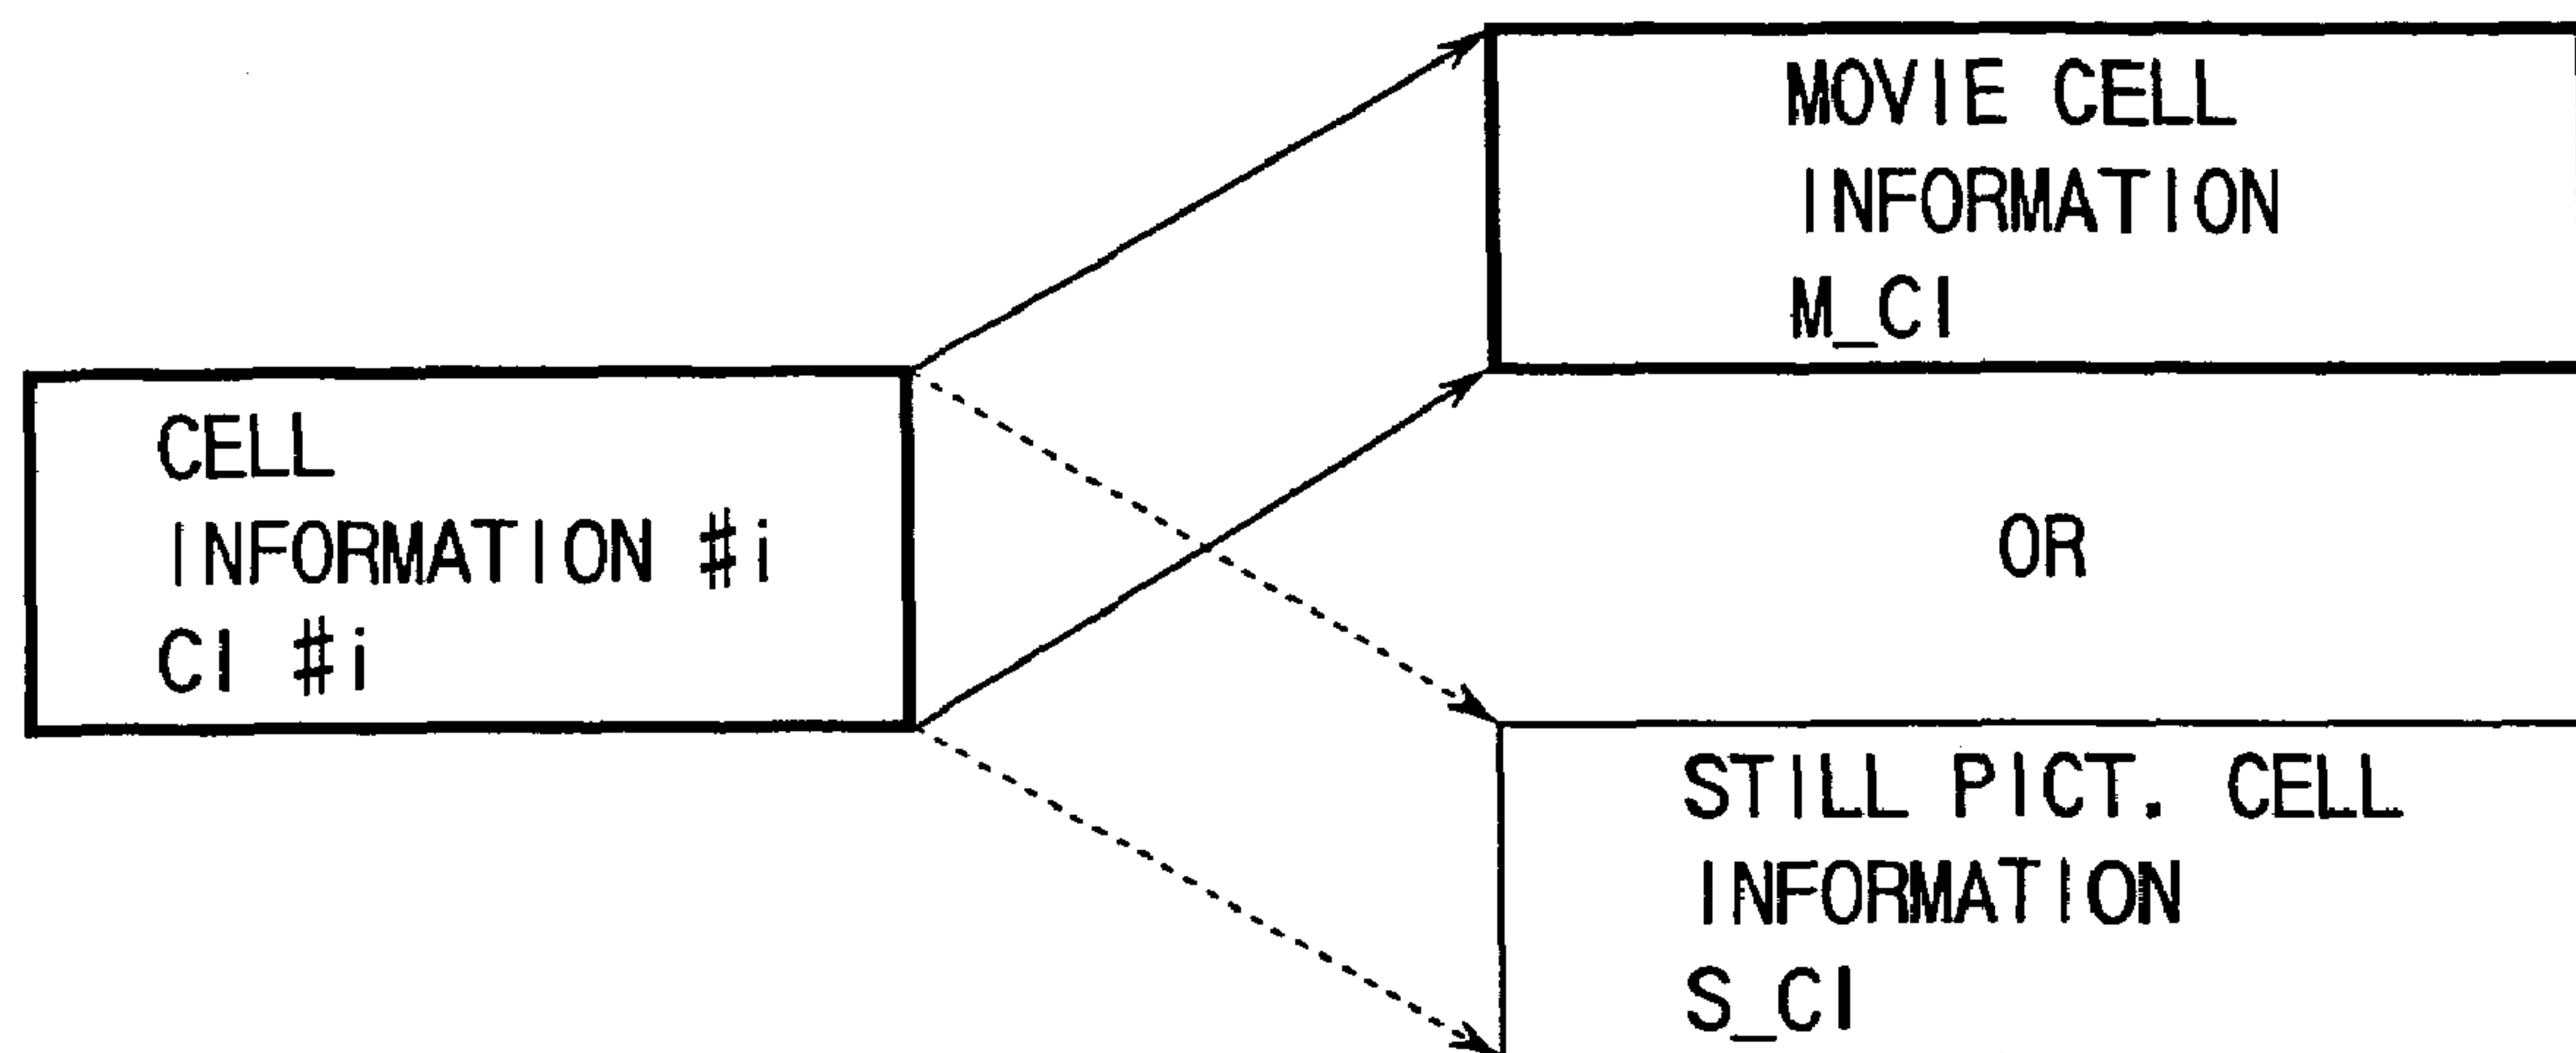 MOVIE CELL
INFORMATION
M_CI
CELL
INFORMATION #i
CI #i
OR
STILL PICT. CELL
INFORMATION
S_CI